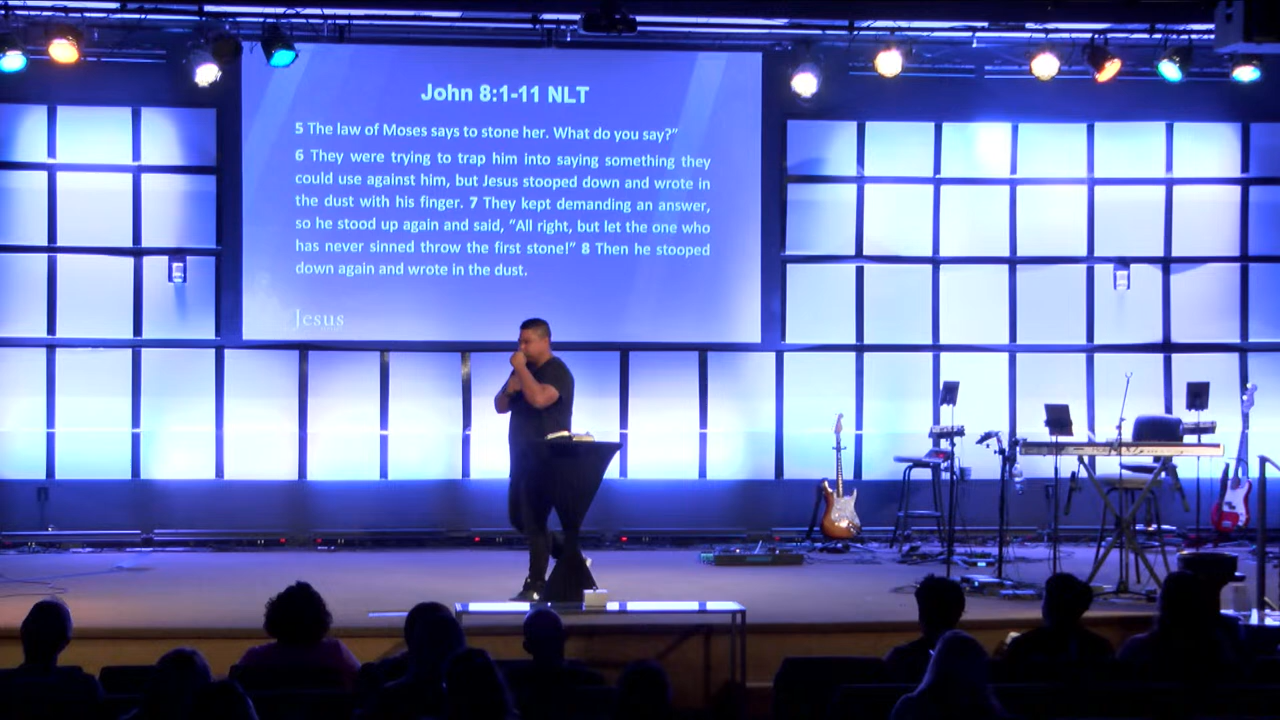 John 8:1-11 NLT
5 The law of Moses says to stone her. What do you say?”
6 They were trying to trap him into saying something they
could use against him, but Jesus stooped down and wrote in
the dust with his finger. 7 They kept demanding an answer,
so he stood up again and said, “All right, but let the one who
has never sinned throw the first stone!” 8 Then he stooped
down again and wrote in the dust.
Jesus